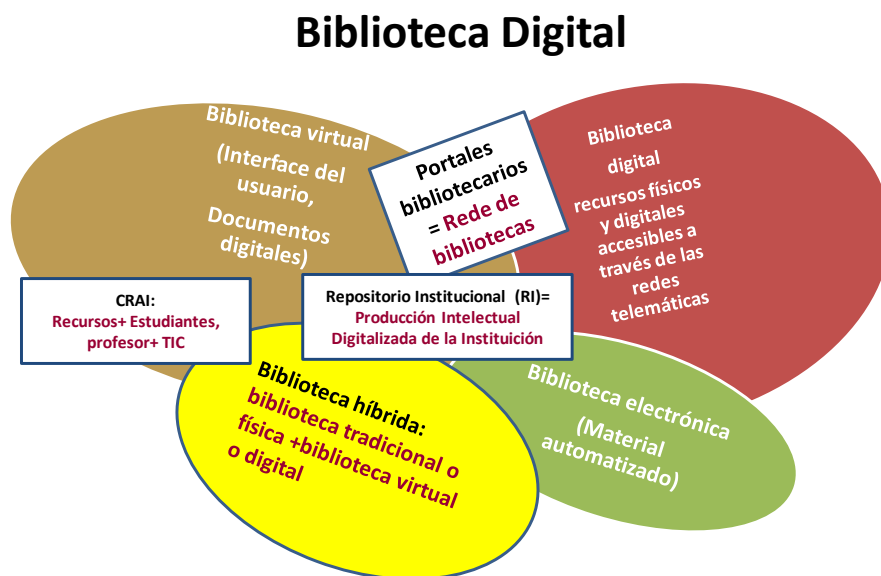 Biblioteca Digital
Biblioteca virtual
(Interface del
usuario,
Documentos
digitales)
Portales
bibliotecarios
= Rede de
bibliotecas
Biblioteca
digital
recursos físicos
y digitales
accesibles a
través de las
redes
telemáticas
CRAI:
Recursos+ Estudiantes,
profesor+ TIC
Repositorio Institucional (RI)=
Producción Intelectual
Digitalizada de la Instituición
Biblioteca híbrida:
biblioteca tradicional o
física +biblioteca virtual
o digital
Biblioteca electrónica
(Material
automatizado)